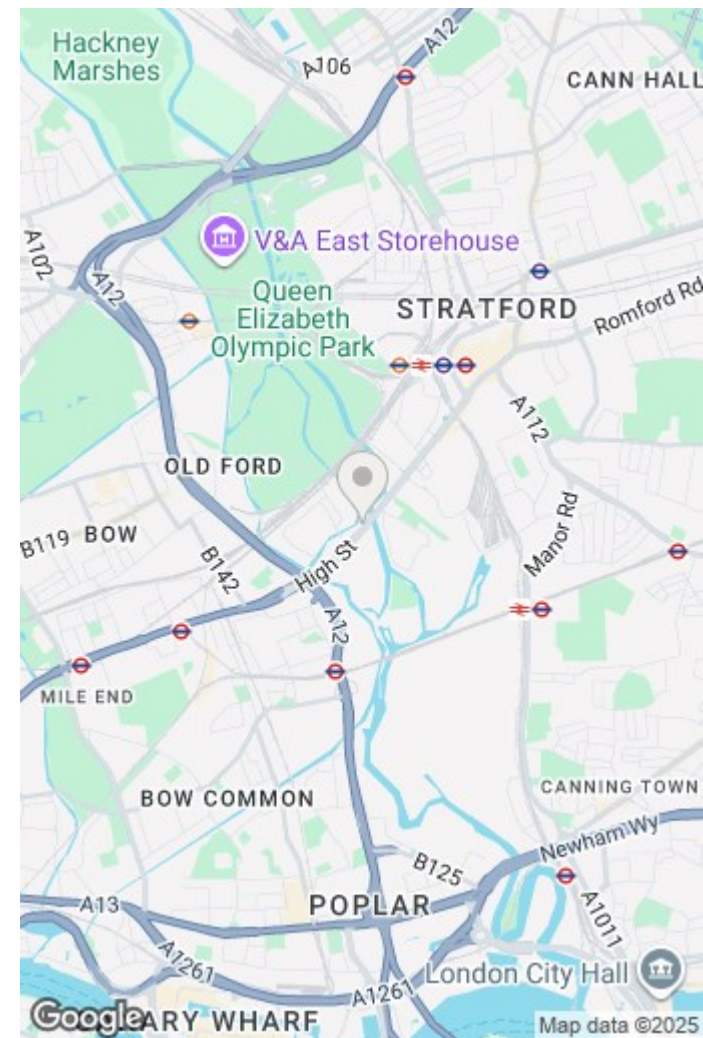 Hackney
Marshes
A106
A12
CANN HALL
V&A East Storehouse
A102
A12
Queen
Elizabeth
Olympic Park
STRATFORD
Romford Rd
A112
OLD FORD
B119
BOW
B142
High St
Manor Rd
A12
MILE END
BOW COMMON
CANNING TOWN
Newham Wy
B125
A13
POPLAR
A1011
A1261
A1261
London City Hall
Google
ARY WHARF
Map data ©2025